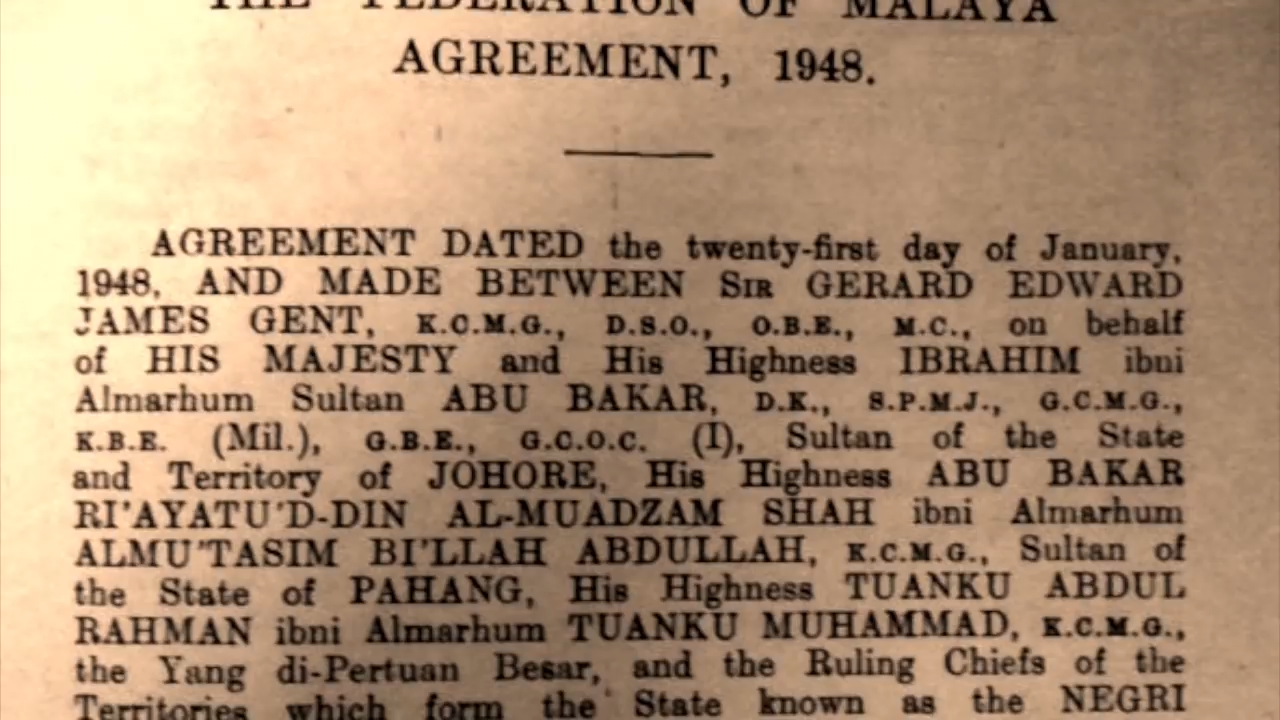 THE FEDERATION OF MALAYA
AGREEMENT, 1948.
AGREEMENT DATED the twenty-first day of January,
1948, AND MADE BETWEEN SIR GERARD EDWARD
JAMES GENT, K.C.M.G., D.S.O., O.B.E., M.C., on behalf
of HIS MAJESTY and His Highness IBRAHIM ibni
Almarhum Sultan ABU BAKAR, D.K., S.P.M.J., G.C.M.G.,
K.B.E. (Mil.), G.B.E., G.C.O.C. (I), Sultan of the State
and Territory of JOHORE, His Highness ABU BAKAR
RI'AYATU'D-DIN AL-MUADZAM SHAH ibni Almarhum
ALMU'TASIM BI'LLAH ABDULLAH, K.C.M.G., Sultan of
the State of PAHANG, His Highness TUANKU ABDUL
RAHMAN ibni Almarhum TUANKU MUHAMMAD, K.C.M.G.,
the Yang di-Pertuan Besar, and the Ruling Chiefs of the
Territories which form the State known as the NEGRI